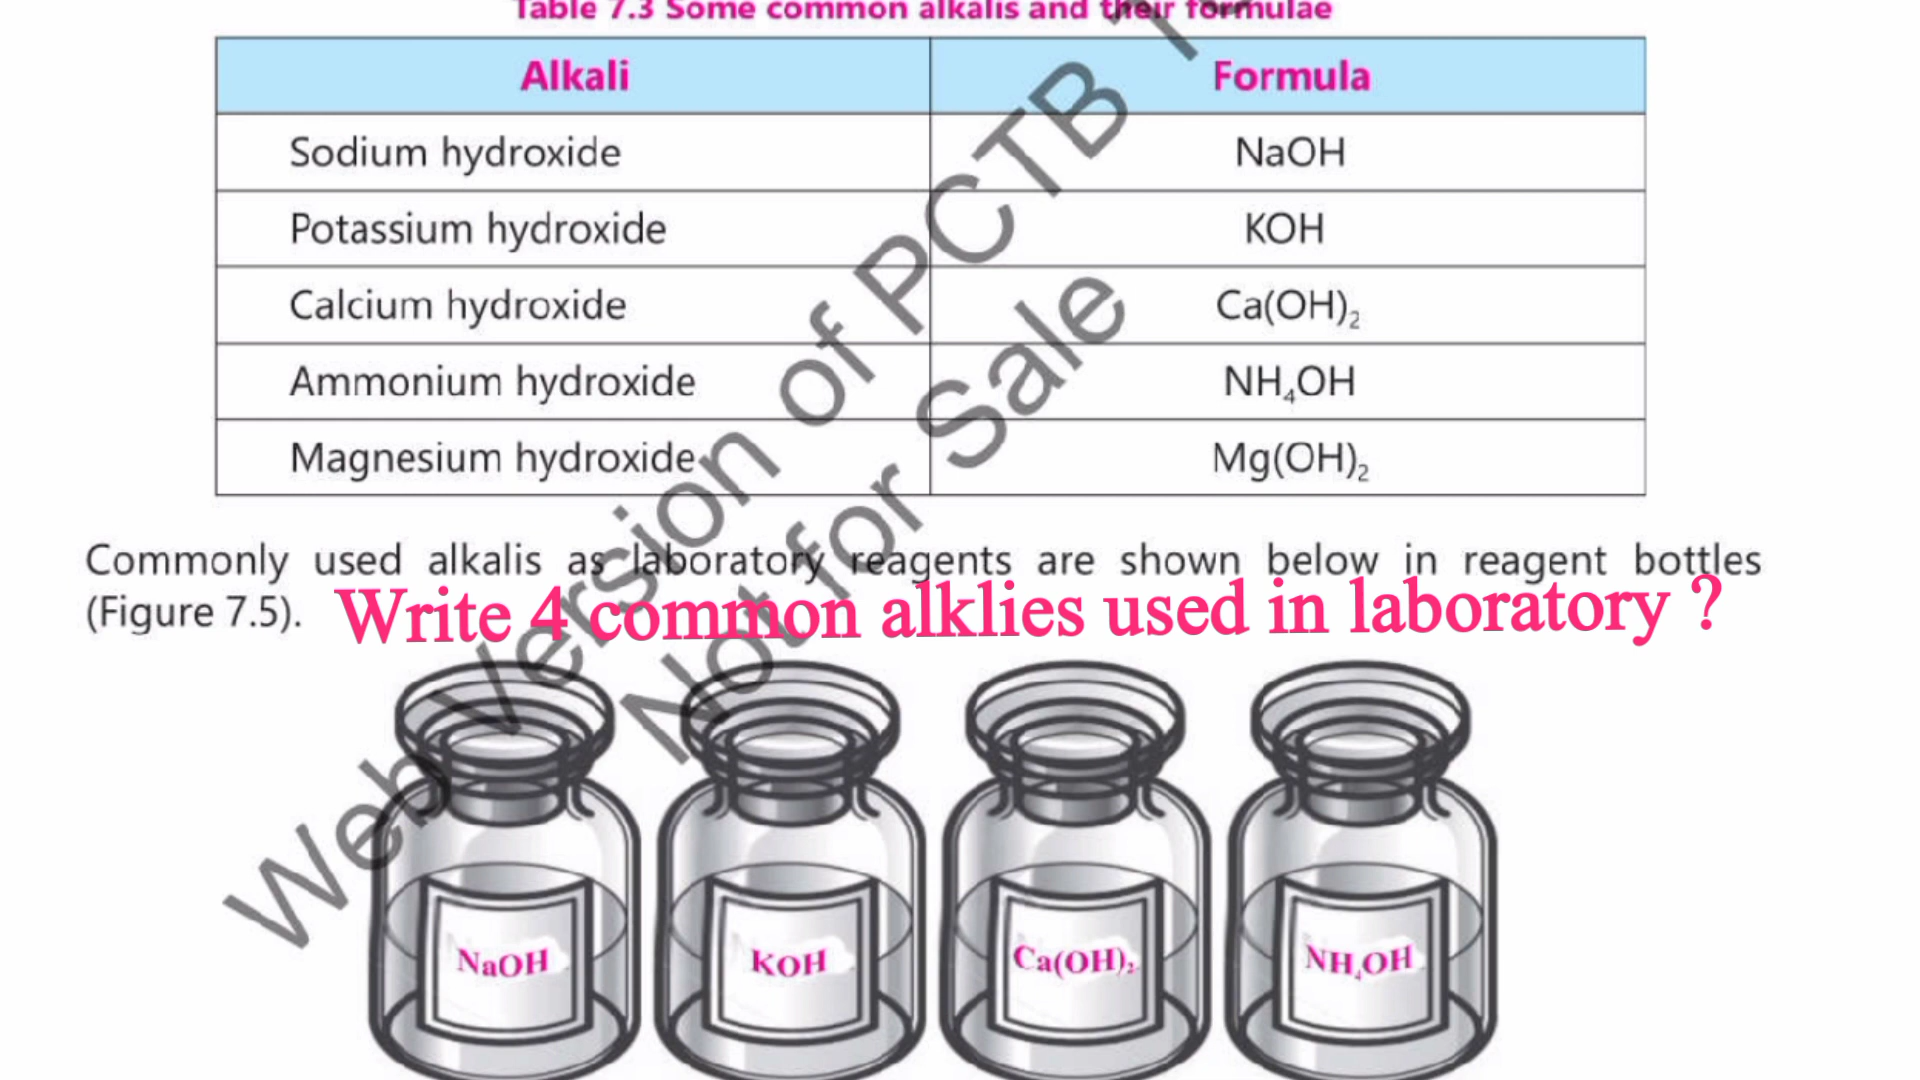 Table 7.3 Some common alkalis and their formulae
Alkali Formula
Sodium hydroxide NaOH
Potassium hydroxide KOH
Calcium hydroxide Ca(OH)₂
Ammonium hydroxide NH₄OH
Magnesium hydroxide Mg(OH)₂
Commonly used alkalis as laboratory reagents are shown below in reagent bottles
(Figure 7.5).
Write 4 common alklies used in laboratory ?
NaOH KOH Ca(OH)₂ NH₄OH
Web Version of PCTB
Not for Sale